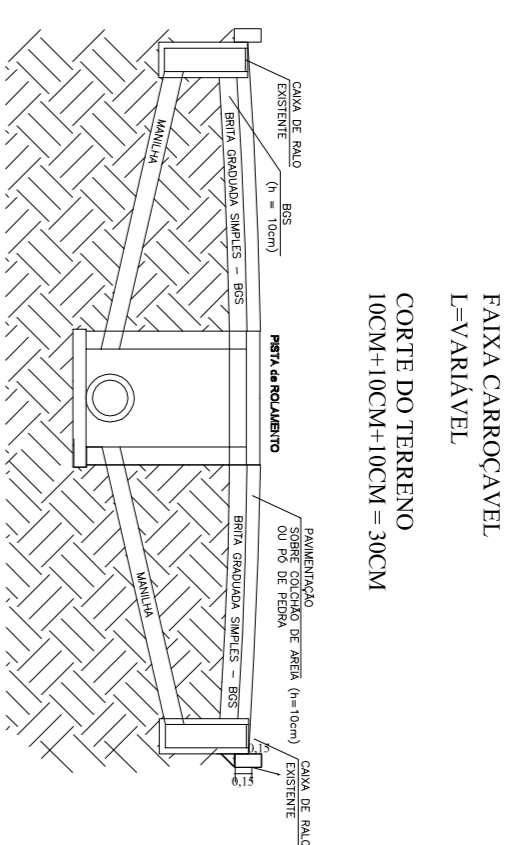 FAIXA CARROÇAVEL
L=VARIÁVEL
CORTE DO TERRENO
10CM+10CM+10CM = 30CM
CAIXA DE RALO
EXISTENTE
BGS
(h = 10cm)
PISTA de ROLAMENTO
PAVIMENTAÇÃO
SOBRE COLCHÃO DE AREIA (h=10cm)
OU PÓ DE PEDRA
CAIXA DE RALO
EXISTENTE
BRITA GRADUADA SIMPLES - BGS
BRITA GRADUADA SIMPLES - BGS
MANILHA
MANILHA
0,15
0,15